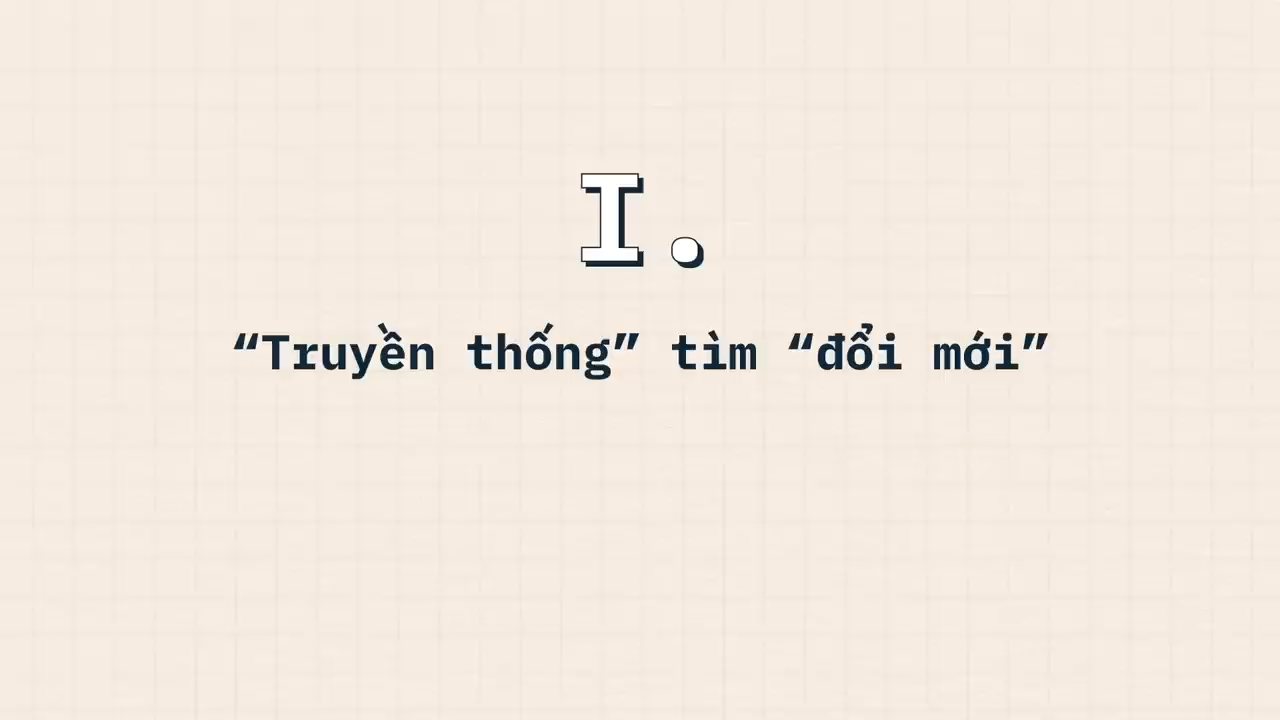 I.
“Truyền thống” tìm “đổi mới”